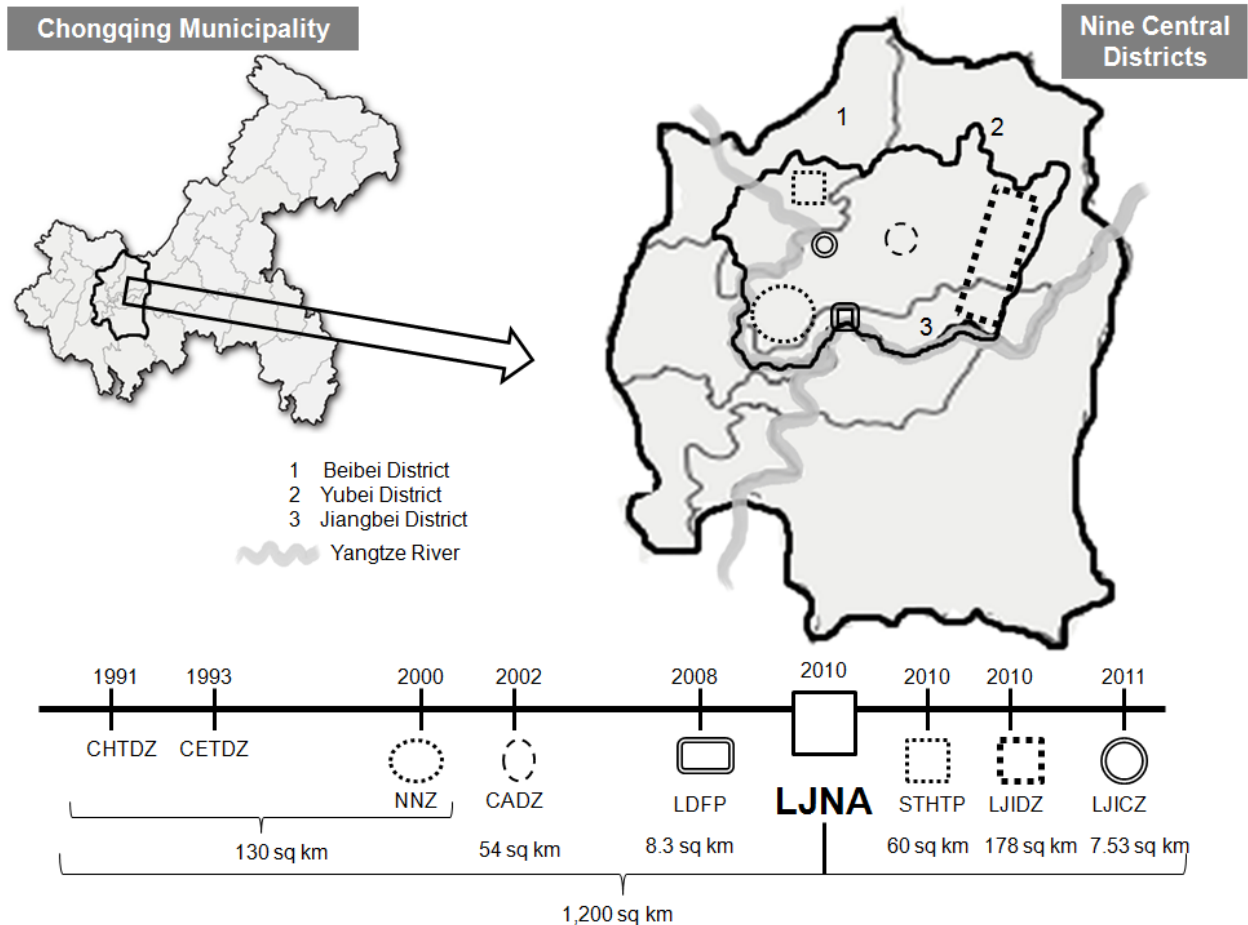 Chongqing Municipality
Nine Central
Districts
1
2
3
1 Beibei District
2 Yubei District
3 Jiangbei District
Yangtze River
1991
1993
2000
2002
2008
2010
2010
2010
2011
CHTDZ
CETDZ
NNZ
CADZ
LDFP
LJNA
STHTP
LJIDZ
LJICZ
130 sq km
54 sq km
8.3 sq km
60 sq km
178 sq km
7.53 sq km
1,200 sq km